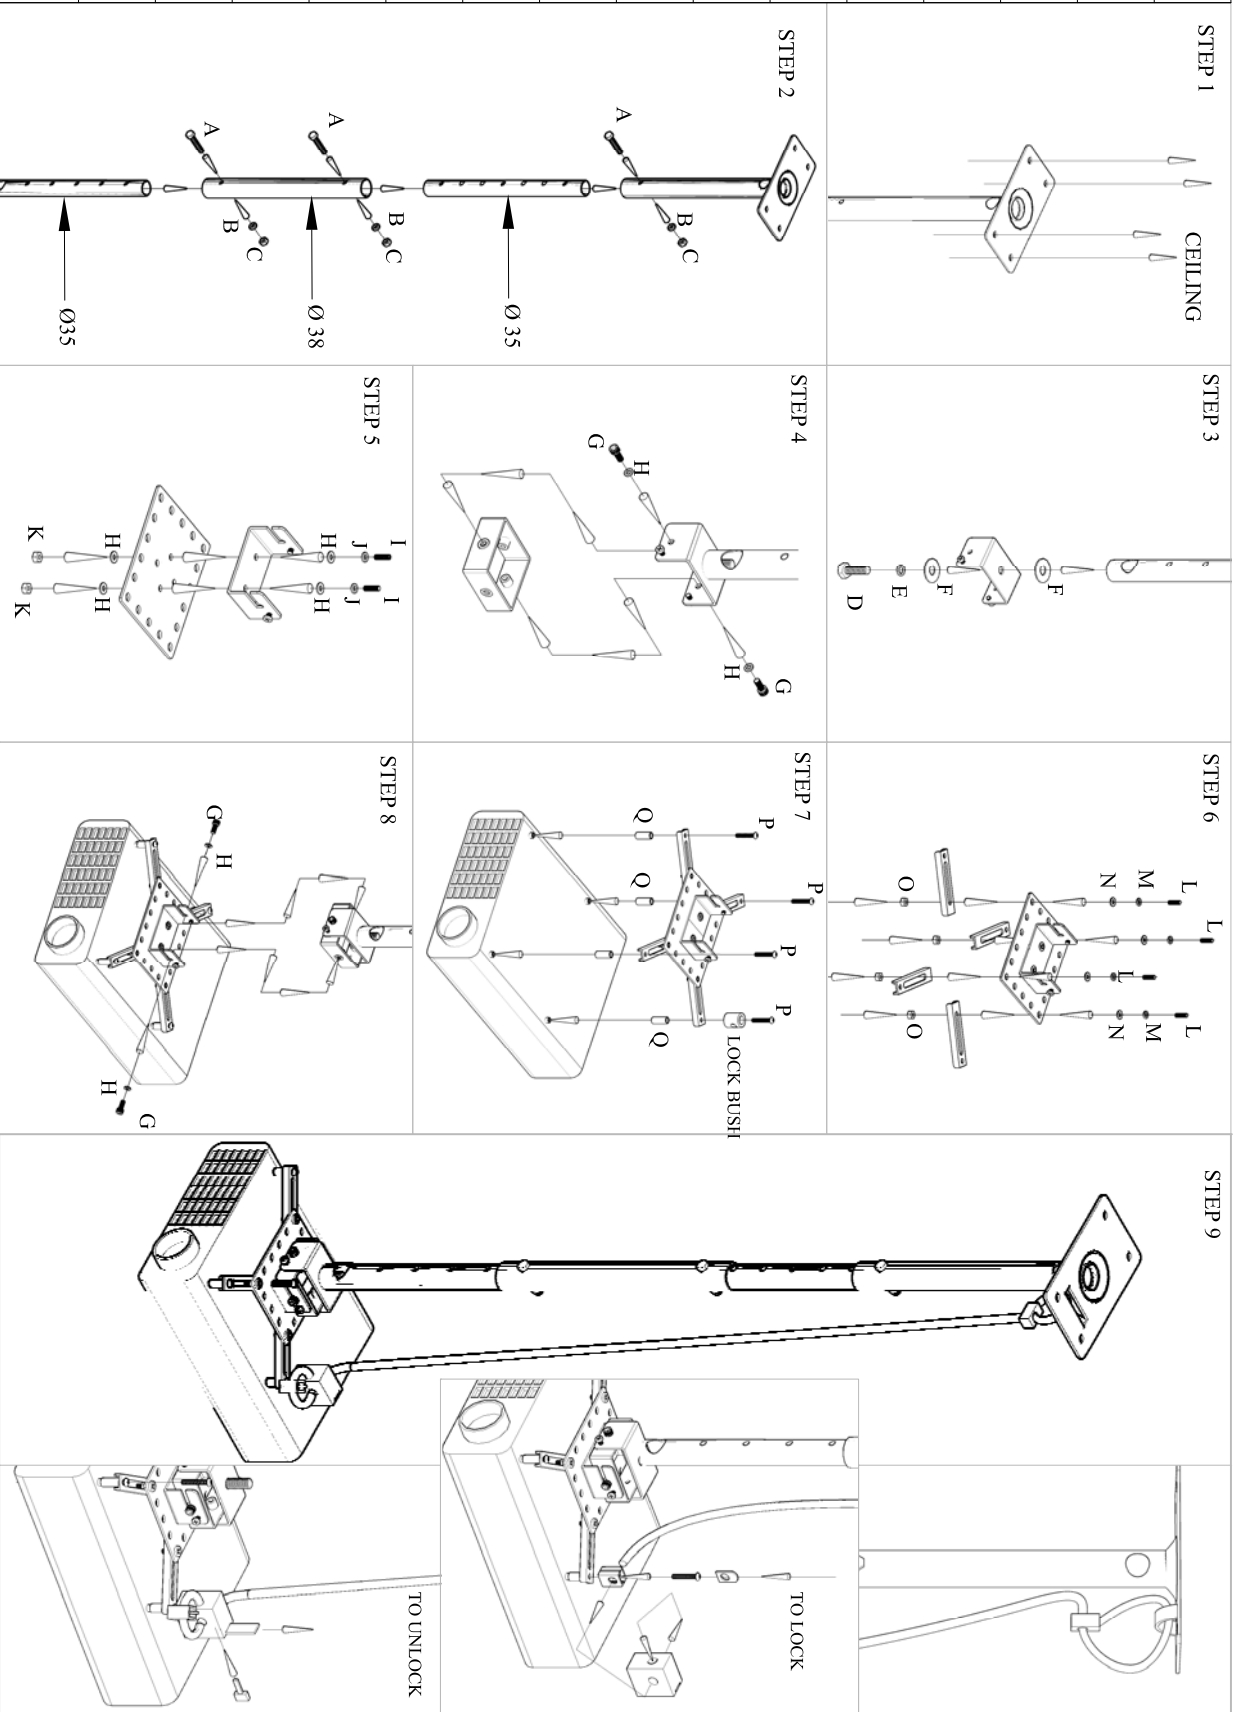 STEP 1
CEILING
STEP 2
A
B
C
A
B
C
A
B
C
Ø 35
Ø 38
Ø35
STEP 3
F
F
E
D
STEP 4
G
H
H
G
STEP 5
I
I
J
J
H
H
H
H
K
K
STEP 6
L
L
L
L
M
M
N
N
O
O
STEP 7
P
P
P
P
Q
Q
Q
LOCK BUSH
STEP 8
G
H
H
G
STEP 9
TO LOCK
TO UNLOCK